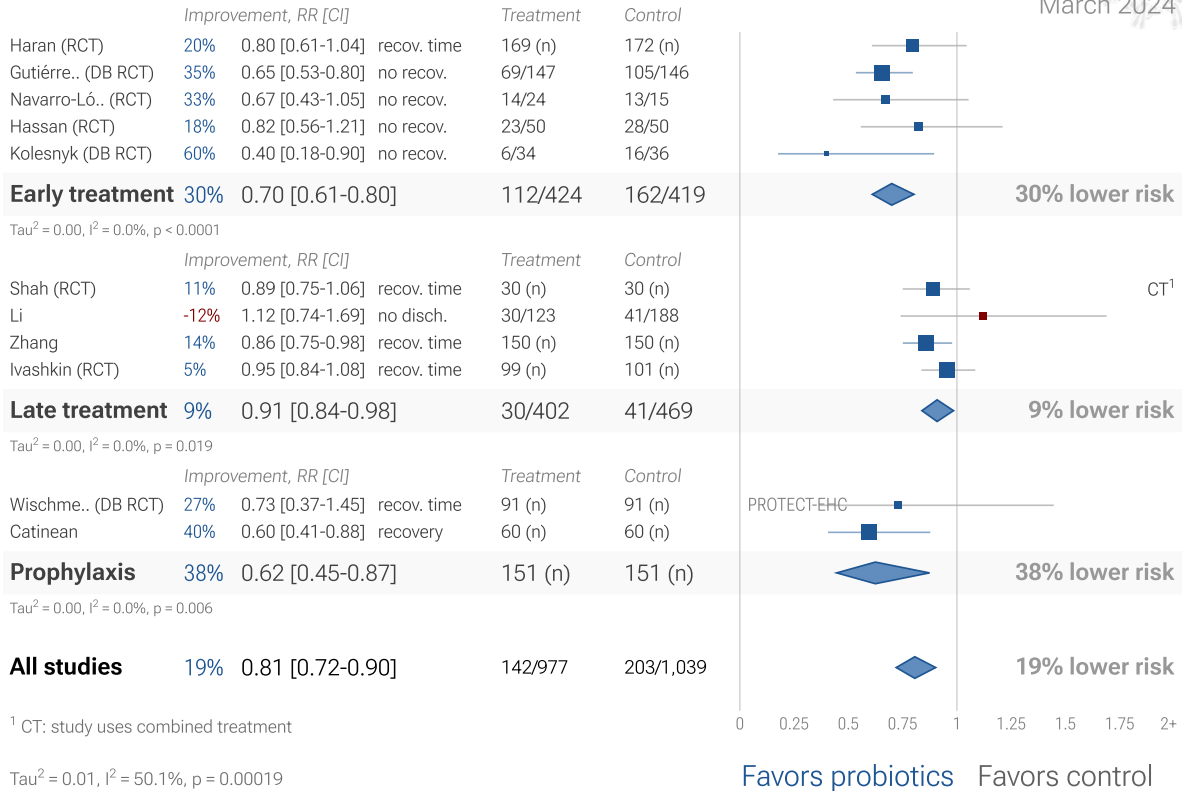 March 2024
Improvement, RR [CI] Treatment Control
Haran (RCT) 20% 0.80 [0.61-1.04] recov. time 169 (n) 172 (n)
Gutiérre.. (DB RCT) 35% 0.65 [0.53-0.80] no recov. 69/147 105/146
Navarro-Ló.. (RCT) 33% 0.67 [0.43-1.05] no recov. 14/24 13/15
Hassan (RCT) 18% 0.82 [0.56-1.21] no recov. 23/50 28/50
Kolesnyk (DB RCT) 60% 0.40 [0.18-0.90] no recov. 6/34 16/36
Early treatment 30% 0.70 [0.61-0.80] 112/424 162/419 30% lower risk
Tau² = 0.00, I² = 0.0%, p < 0.0001
Improvement, RR [CI] Treatment Control
Shah (RCT) 11% 0.89 [0.75-1.06] recov. time 30 (n) 30 (n) CT¹
Li -12% 1.12 [0.74-1.69] no disch. 30/123 41/188
Zhang 14% 0.86 [0.75-0.98] recov. time 150 (n) 150 (n)
Ivashkin (RCT) 5% 0.95 [0.84-1.08] recov. time 99 (n) 101 (n)
Late treatment 9% 0.91 [0.84-0.98] 30/402 41/469 9% lower risk
Tau² = 0.00, I² = 0.0%, p = 0.019
Improvement, RR [CI] Treatment Control
Wischme.. (DB RCT) 27% 0.73 [0.37-1.45] recov. time 91 (n) 91 (n) PROTECT-EHC
Catinean 40% 0.60 [0.41-0.88] recovery 60 (n) 60 (n)
Prophylaxis 38% 0.62 [0.45-0.87] 151 (n) 151 (n) 38% lower risk
Tau² = 0.00, I² = 0.0%, p = 0.006
All studies 19% 0.81 [0.72-0.90] 142/977 203/1,039 19% lower risk
0 0.25 0.5 0.75 1 1.25 1.5 1.75 2+
¹ CT: study uses combined treatment
Tau² = 0.01, I² = 50.1%, p = 0.00019
Favors probiotics Favors control